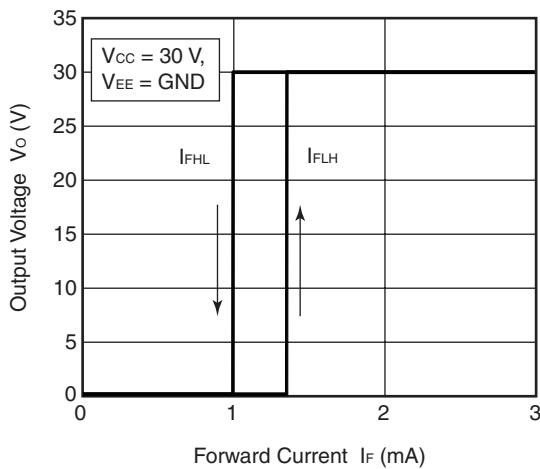 35
30
25
20
15
10
5
0
Output Voltage Vo (V)
VCC = 30 V,
VEE = GND
IFHL
IFLH
0
1
2
3
Forward Current IF (mA)